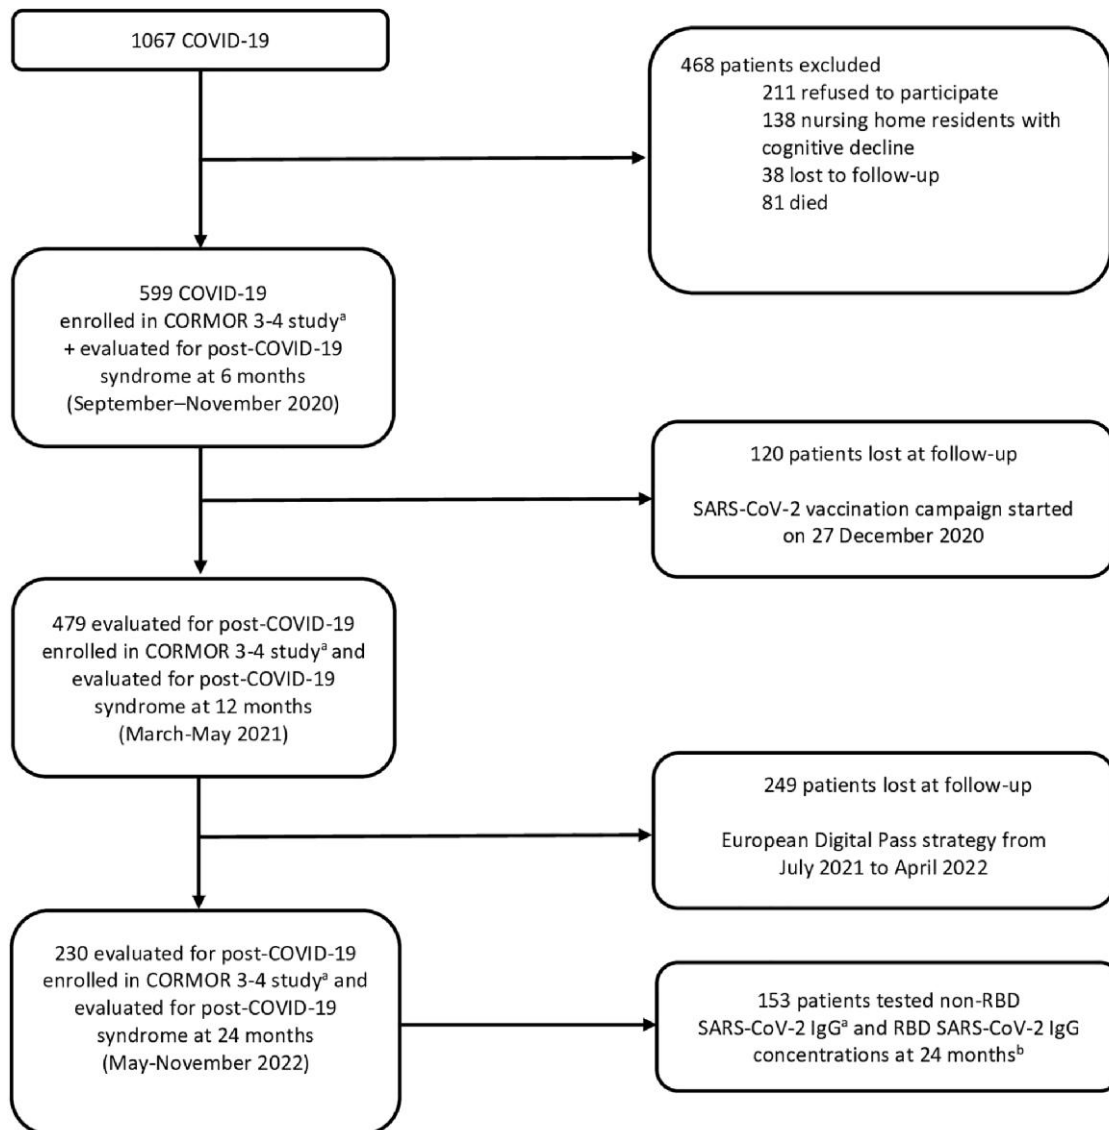 1067 COVID-19
468 patients excluded
211 refused to participate
138 nursing home residents with
cognitive decline
38 lost to follow-up
81 died
599 COVID-19
enrolled in CORMOR 3-4 studyᵃ
+ evaluated for post-COVID-19
syndrome at 6 months
(September–November 2020)
120 patients lost at follow-up
SARS-CoV-2 vaccination campaign started
on 27 December 2020
479 evaluated for post-COVID-19
enrolled in CORMOR 3-4 studyᵃ and
evaluated for post-COVID-19
syndrome at 12 months
(March-May 2021)
249 patients lost at follow-up
European Digital Pass strategy from
July 2021 to April 2022
230 evaluated for post-COVID-19
enrolled in CORMOR 3-4 studyᵃ and
evaluated for post-COVID-19
syndrome at 24 months
(May-November 2022)
153 patients tested non-RBD
SARS-CoV-2 IgGᵃ and RBD SARS-CoV-2 IgG
concentrations at 24 monthsᵇ